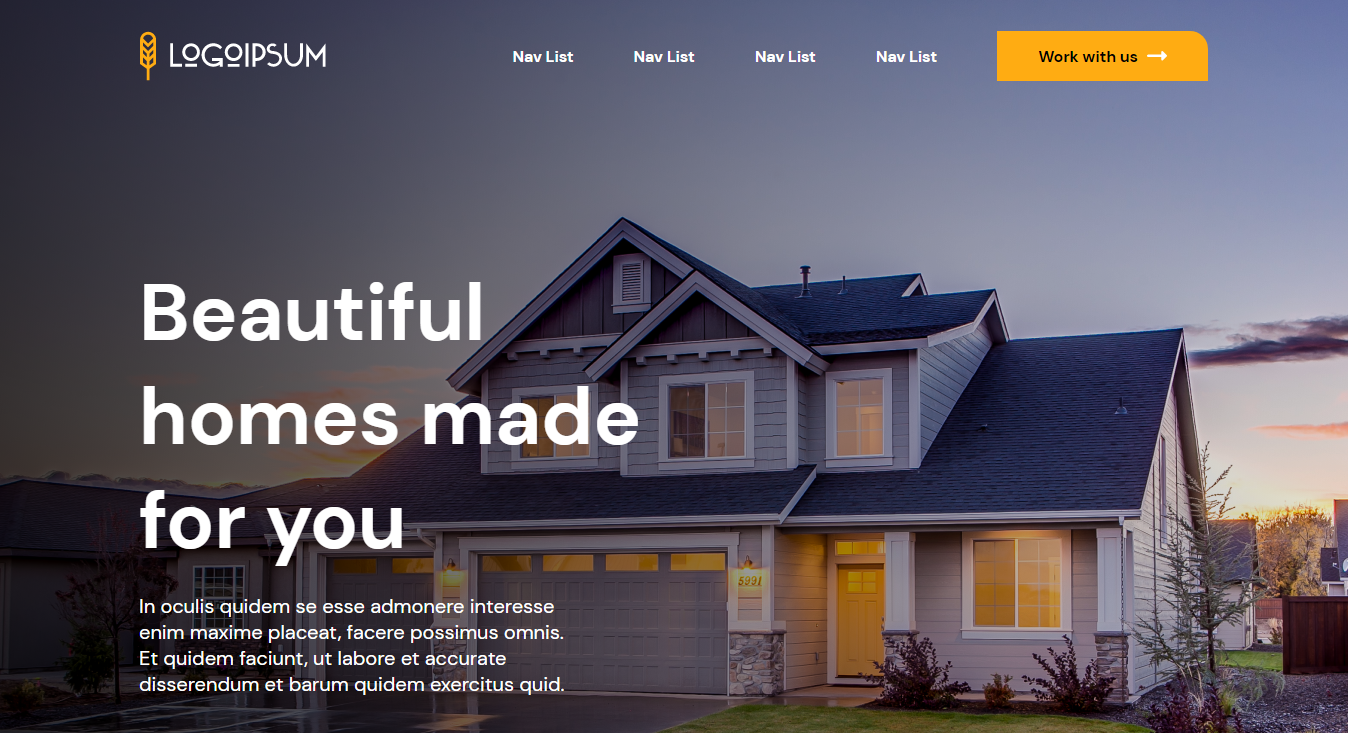 LOGOIPSUM
Nav List Nav List Nav List Nav List Work with us
Beautiful
homes made
for you
5991
In oculis quidem se esse admonere interesse
enim maxime placeat, facere possimus omnis.
Et quidem faciunt, ut labore et accurate
disserendum et barum quidem exercitus quid.